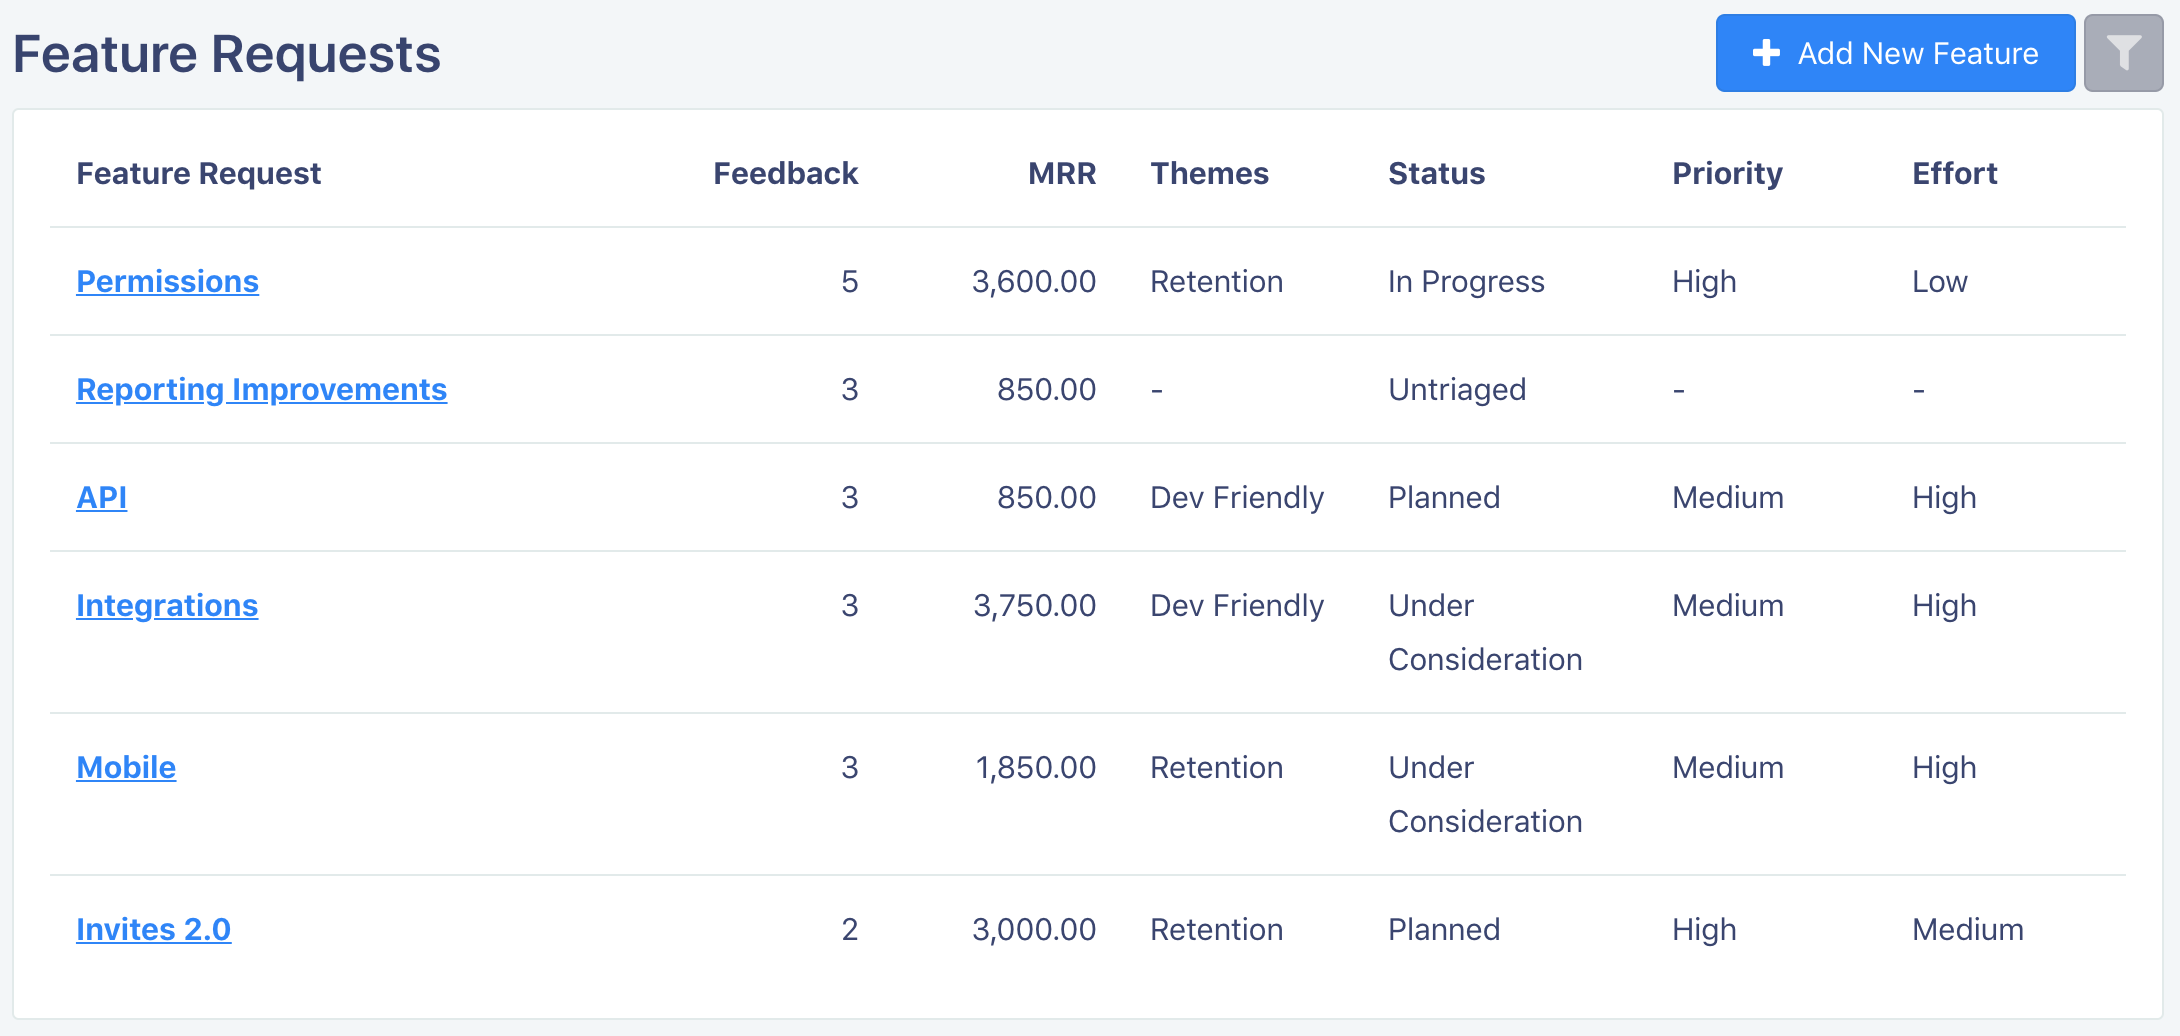 Feature Requests
Add New Feature
Feature Request Feedback MRR Themes Status Priority Effort
Permissions 5 3,600.00 Retention In Progress High Low
Reporting Improvements 3 850.00 - Untriaged - -
API 3 850.00 Dev Friendly Planned Medium High
Integrations 3 3,750.00 Dev Friendly Under Medium High
Consideration
Mobile 3 1,850.00 Retention Under Medium High
Consideration
Invites 2.0 2 3,000.00 Retention Planned High Medium